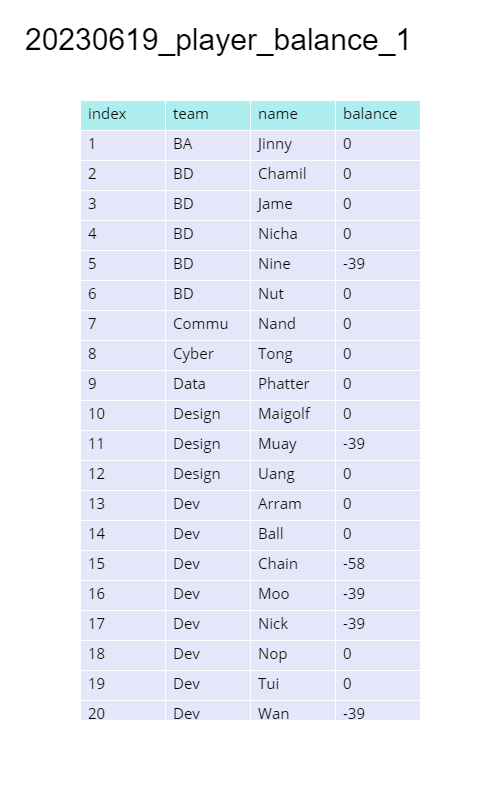 20230619_player_balance_1
index team name balance
1 BA Jinny 0
2 BD Chamil 0
3 BD Jame 0
4 BD Nicha 0
5 BD Nine -39
6 BD Nut 0
7 Commu Nand 0
8 Cyber Tong 0
9 Data Phatter 0
10 Design Maigolf 0
11 Design Muay -39
12 Design Uang 0
13 Dev Arram 0
14 Dev Ball 0
15 Dev Chain -58
16 Dev Moo -39
17 Dev Nick -39
18 Dev Nop 0
19 Dev Tui 0
20 Dev Wan -39